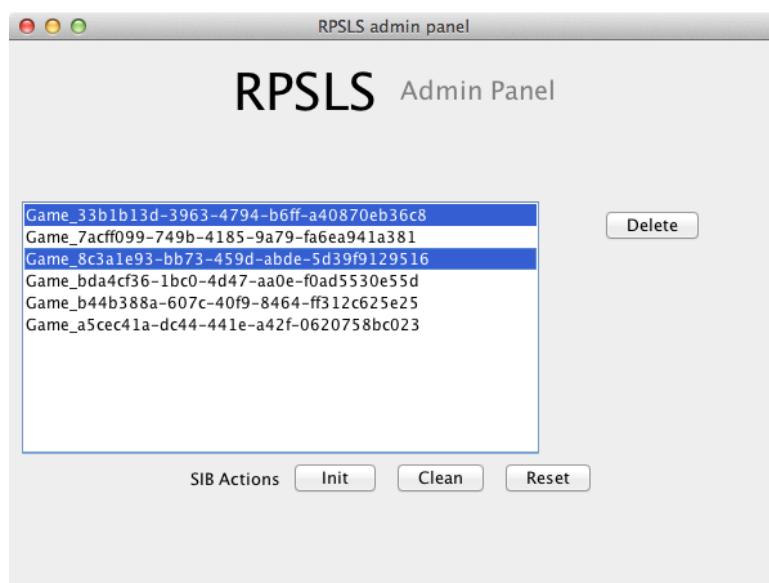 RPSLS admin panel
RPSLS Admin Panel
Game_33b1b13d-3963-4794-b6ff-a40870eb36c8
Delete
Game_7acff099-749b-4185-9a79-fa6ea941a381
Game_8c3a1e93-bb73-459d-abde-5d39f9129516
Game_bda4cf36-1bc0-4d47-aa0e-f0ad5530e55d
Game_b44b388a-607c-40f9-8464-ff312c625e25
Game_a5cec41a-dc44-441e-a42f-0620758bc023
SIB Actions Init Clean Reset